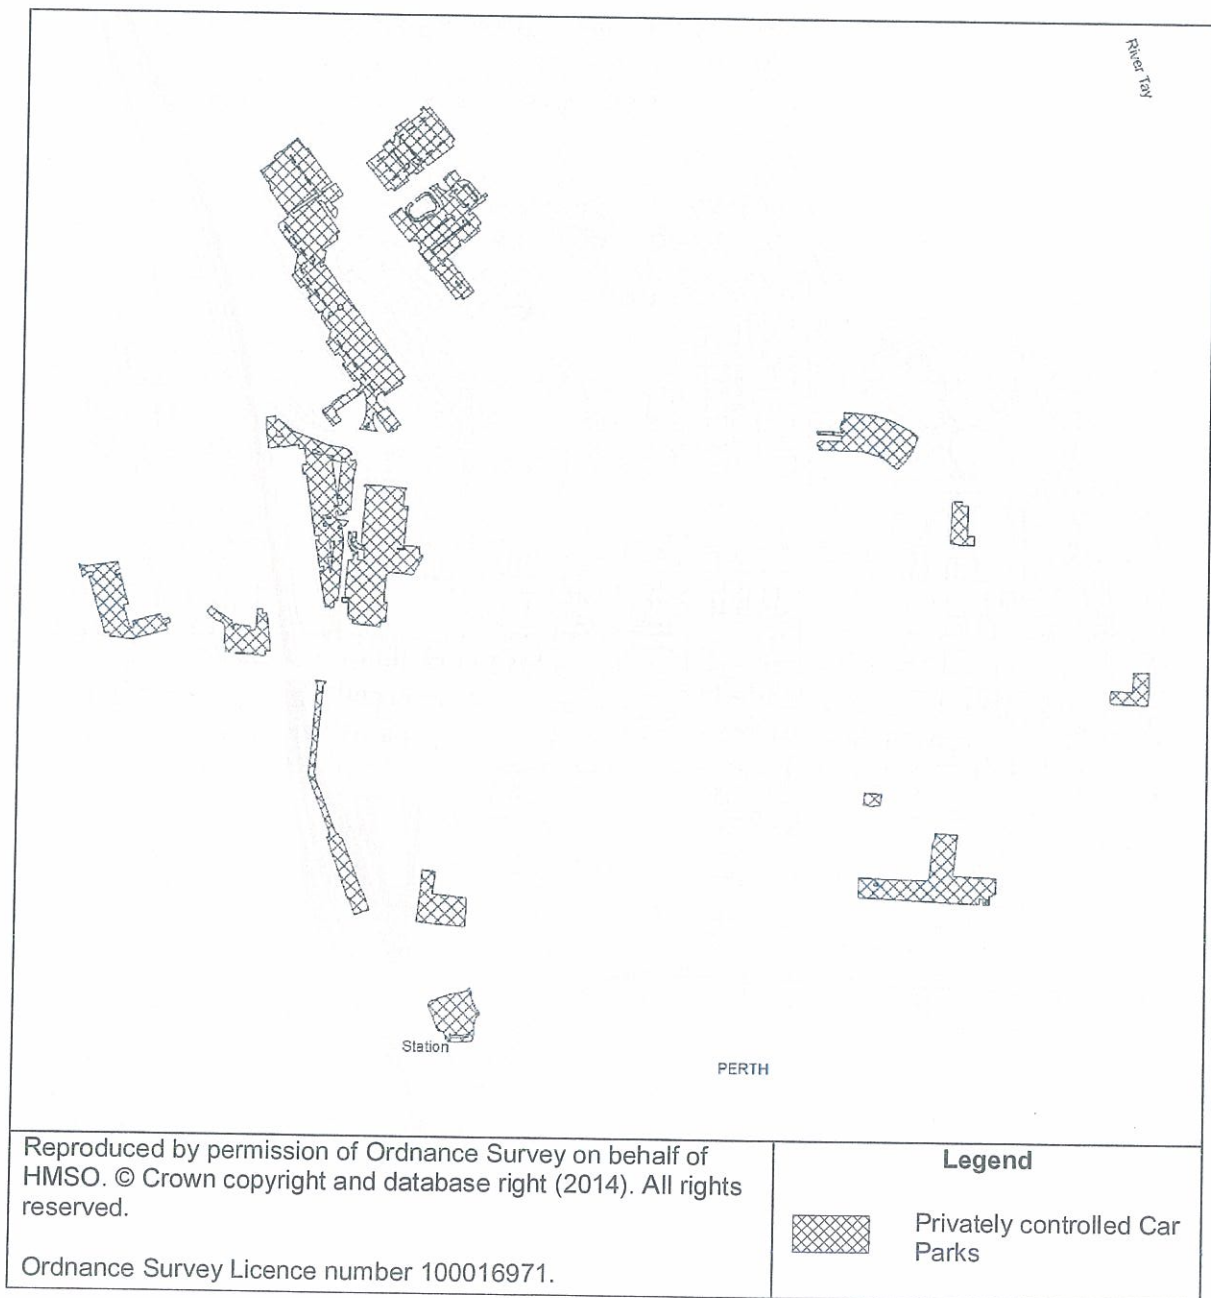 River Tay
Station
PERTH
Reproduced by permission of Ordnance Survey on behalf of
HMSO. © Crown copyright and database right (2014). All rights
reserved.
Ordnance Survey Licence number 100016971.
Legend
Privately controlled Car
Parks